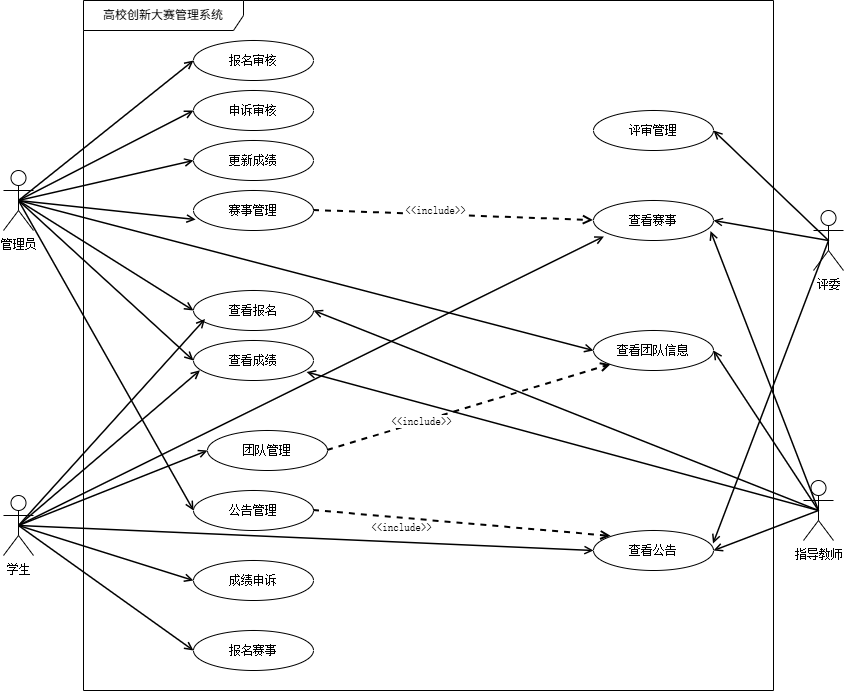 高校创新大赛管理系统
报名审核
申诉审核
评审管理
更新成绩
赛事管理
<<include>>
查看赛事
管理员
评委
查看报名
查看成绩
查看团队信息
<<include>>
团队管理
公告管理
<<include>>
查看公告
指导教师
学生
成绩申诉
报名赛事